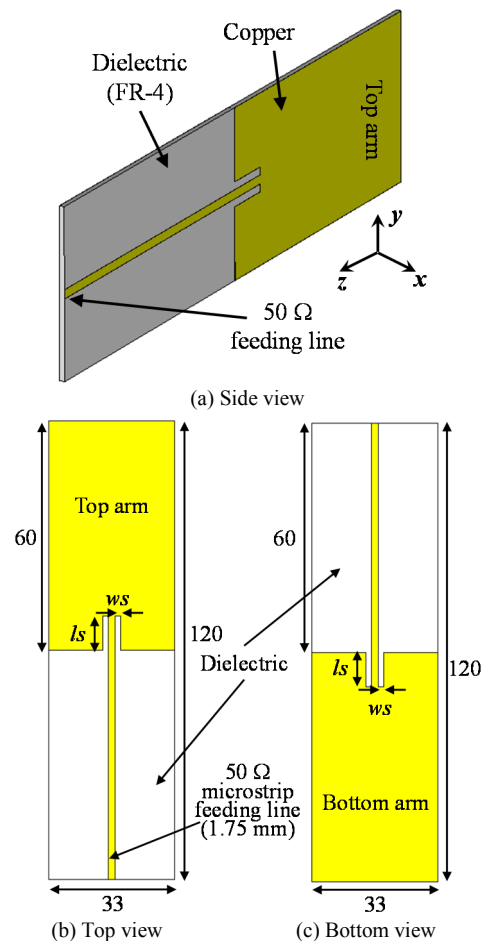 Copper
Dielectric
(FR-4)
Top arm
y
z
x
50 Ω
feeding line
(a) Side view
Top arm
60
ws
ls
120
Dielectric
50 Ω
microstrip
feeding line
(1.75 mm)
33
(b) Top view
60
ls
ws
120
Bottom arm
33
(c) Bottom view